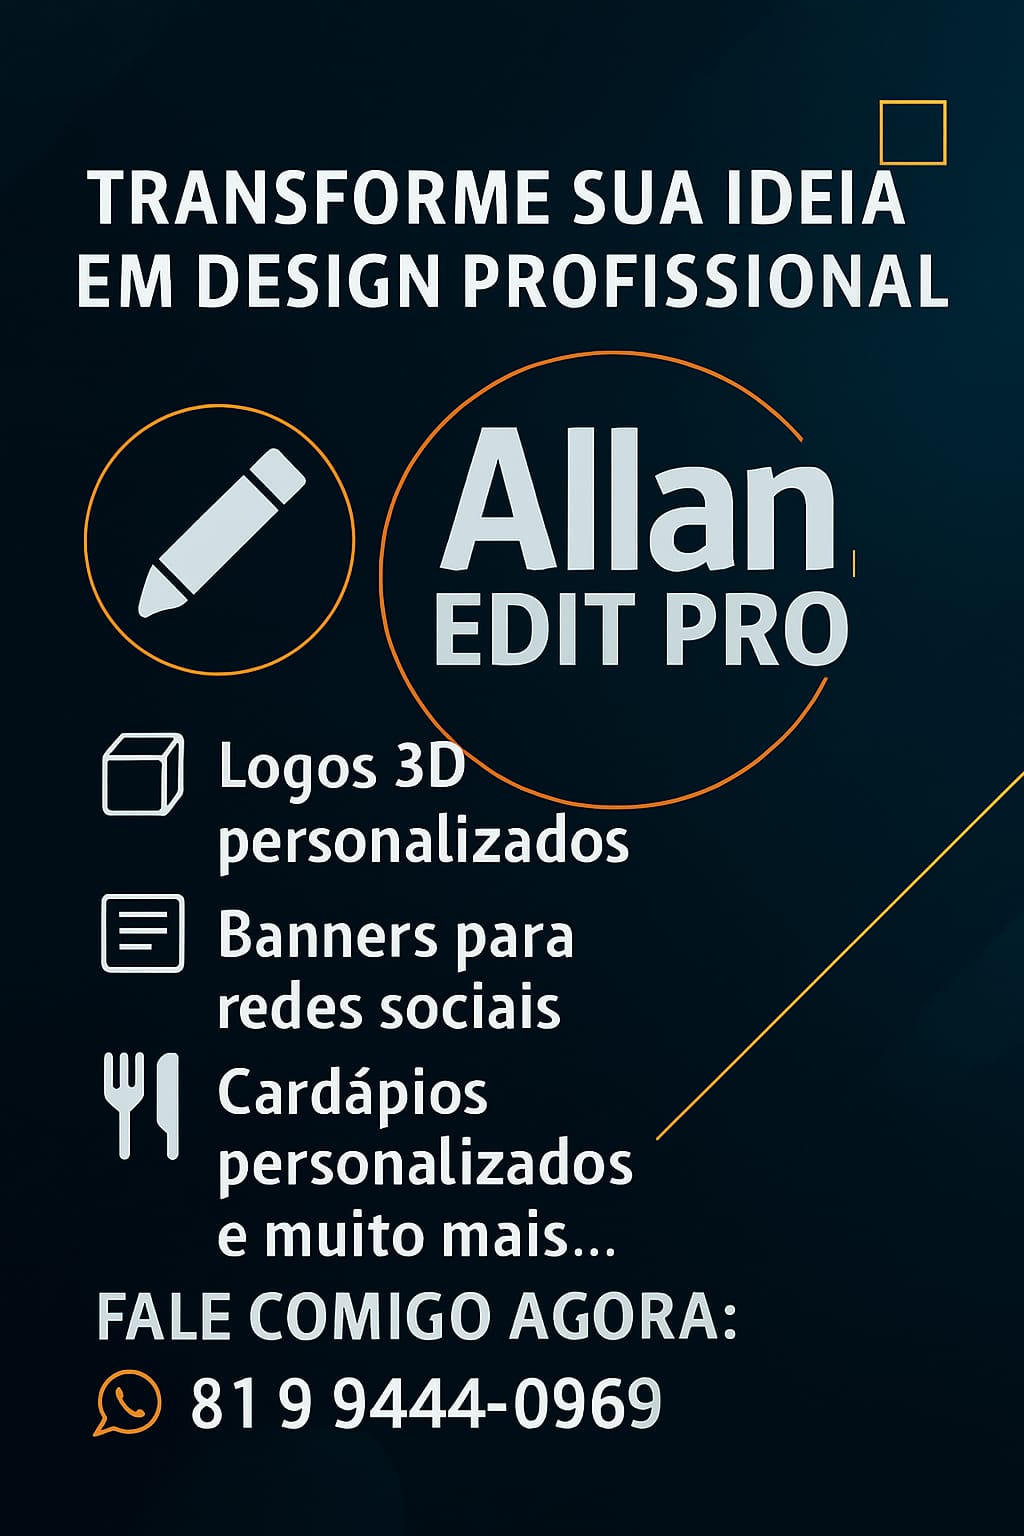 TRANSFORME SUA IDEIA
EM DESIGN PROFISSIONAL
Allan
EDIT PRO
Logos 3D
personalizados
Banners para
redes sociais
Cardápios
personalizados
e muito mais...
FALE COMIGO AGORA:
81 9 9444-0969